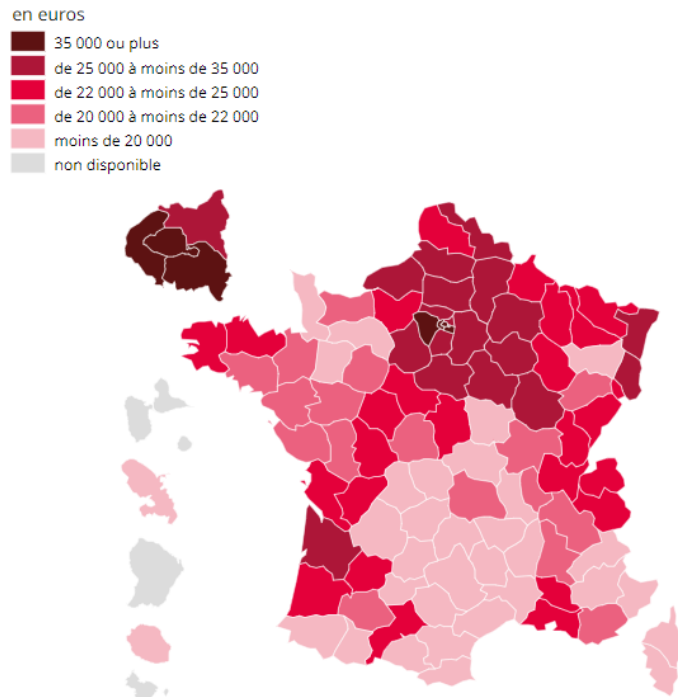 en euros
35 000 ou plus
de 25 000 à moins de 35 000
de 22 000 à moins de 25 000
de 20 000 à moins de 22 000
moins de 20 000
non disponible